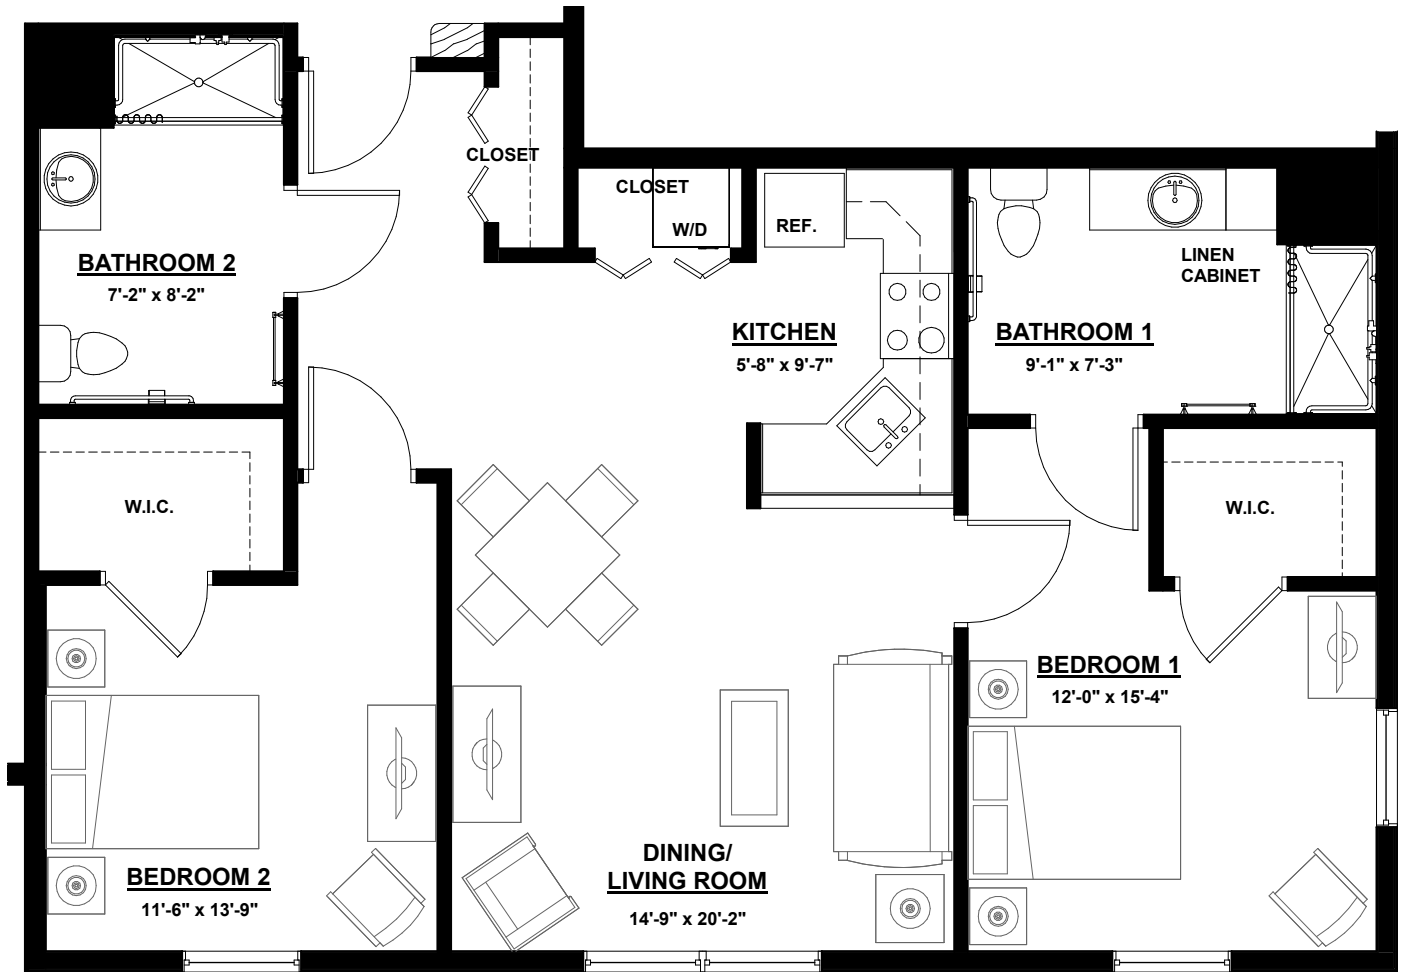 CLOSET
CLOSET
W/D
REF.
LINEN
CABINET
BATHROOM 2
7'-2" x 8'-2"
KITCHEN
5'-8" x 9'-7"
BATHROOM 1
9'-1" x 7'-3"
W.I.C.
W.I.C.
BEDROOM 1
12'-0" x 15'-4"
DINING/
LIVING ROOM
14'-9" x 20'-2"
BEDROOM 2
11'-6" x 13'-9"